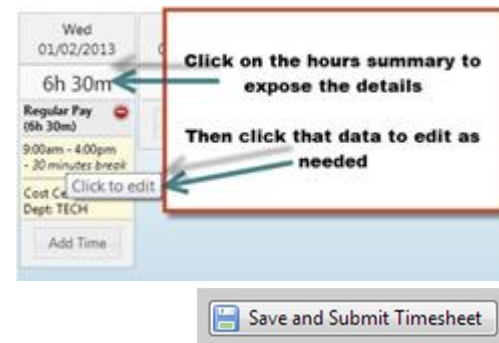 Wed
01/02/2013
6h 30m
Regular Pay
(6h 30m)
9:00am - 4:00pm
- 30 minutes break
Cost Ce
Dept: TECH
Click to edit
Add Time
Click on the hours summary to
expose the details
Then click that data to edit as
needed
Save and Submit Timesheet